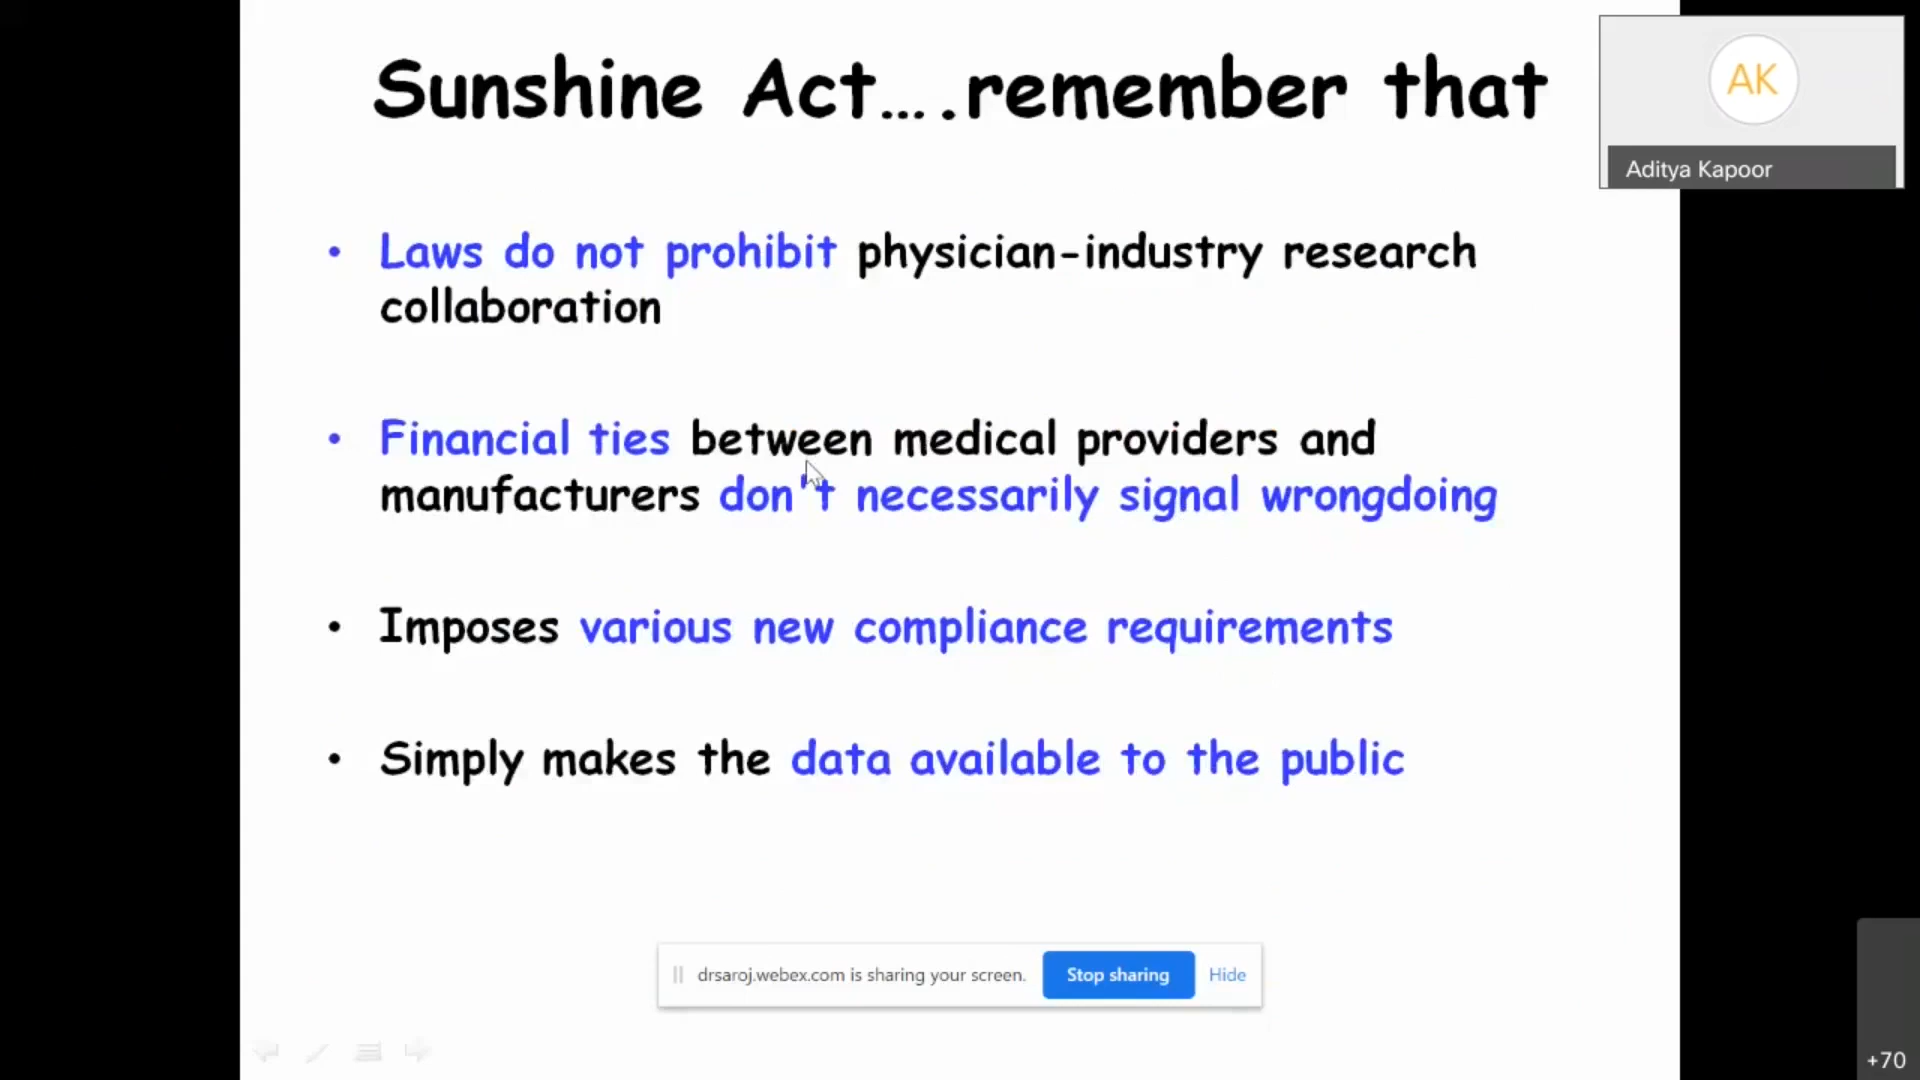 Sunshine Act....remember that
AK
Aditya Kapoor
• Laws do not prohibit physician-industry research
collaboration
• Financial ties between medical providers and
manufacturers don't necessarily signal wrongdoing
• Imposes various new compliance requirements
• Simply makes the data available to the public
drsaroj.webex.com is sharing your screen.
Stop sharing
Hide
+70